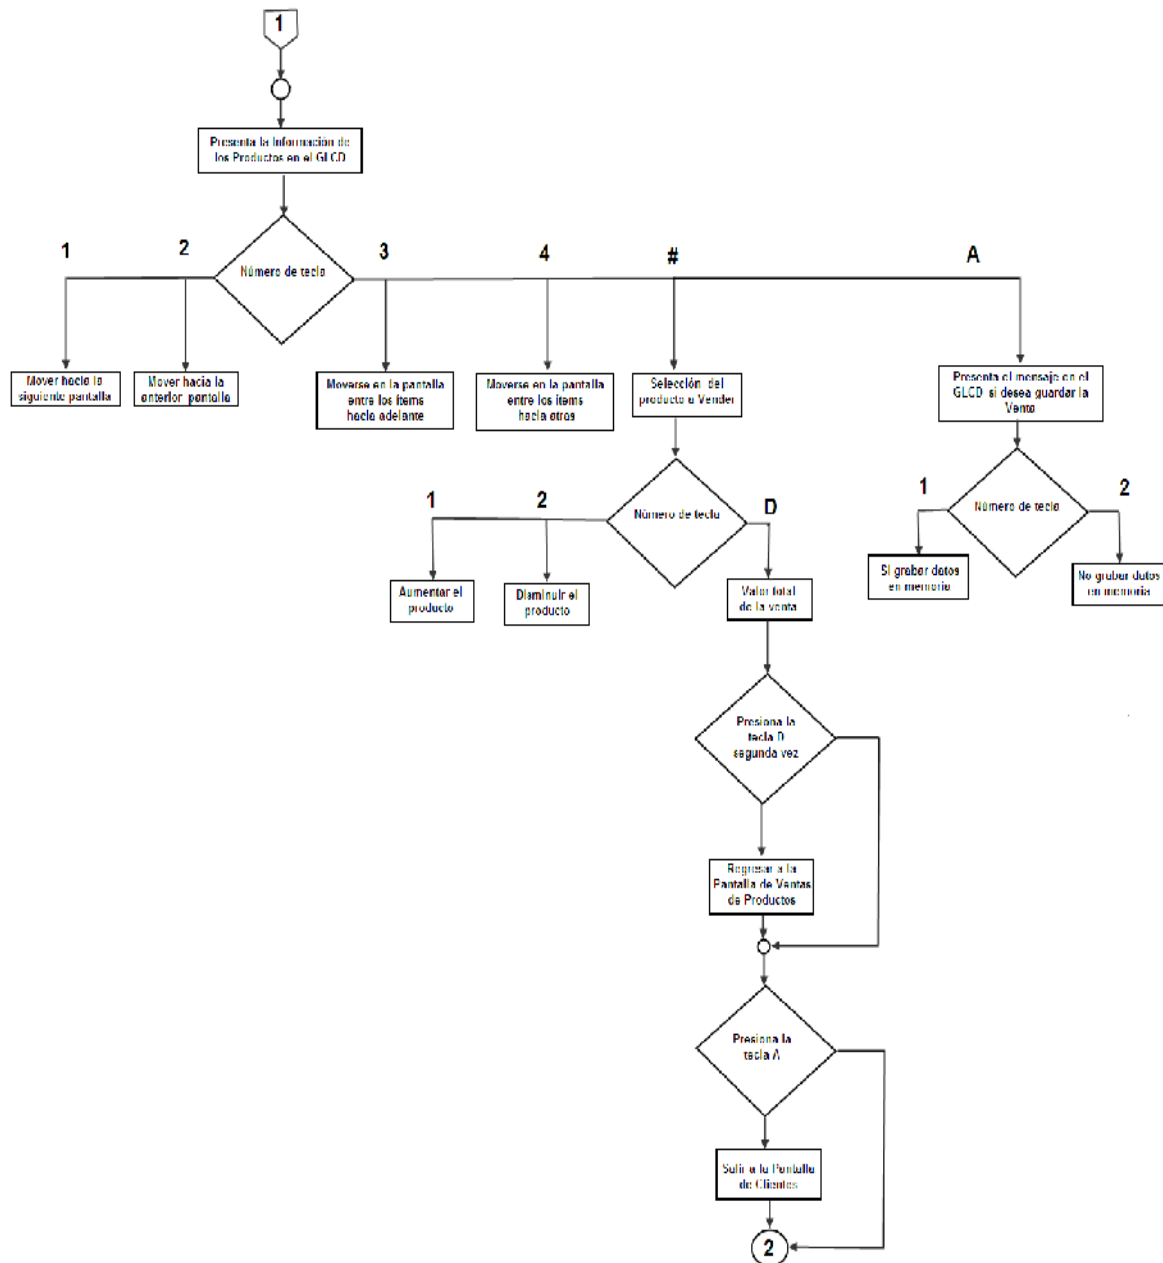 1
Presenta la Información de
los Productos en el GLCD
1
2
Número de tecla
3
4
#
A
Mover hacia la
siguiente pantalla
Mover hacia la
anterior pantalla
Moverse en la pantalla
entre los ítems
hacia adelante
Moverse en la pantalla
entre los ítems
hacia atras
Selección del
producto a Vender
Presenta el mensaje en el
GLCD si desea guardar la
Venta
1
2
Número de tecla
D
1
Número de tecla
2
Aumentar el
producto
Disminuir el
producto
Valor total
de la venta
Si grabar datos
en memoria
No grabar datos
en memoria
Presiona la
tecla D
segunda vez
Regresar a la
Pantalla de Ventas
de Productos
Presiona la
tecla A
Salir a la Pantalla
de Clientes
2